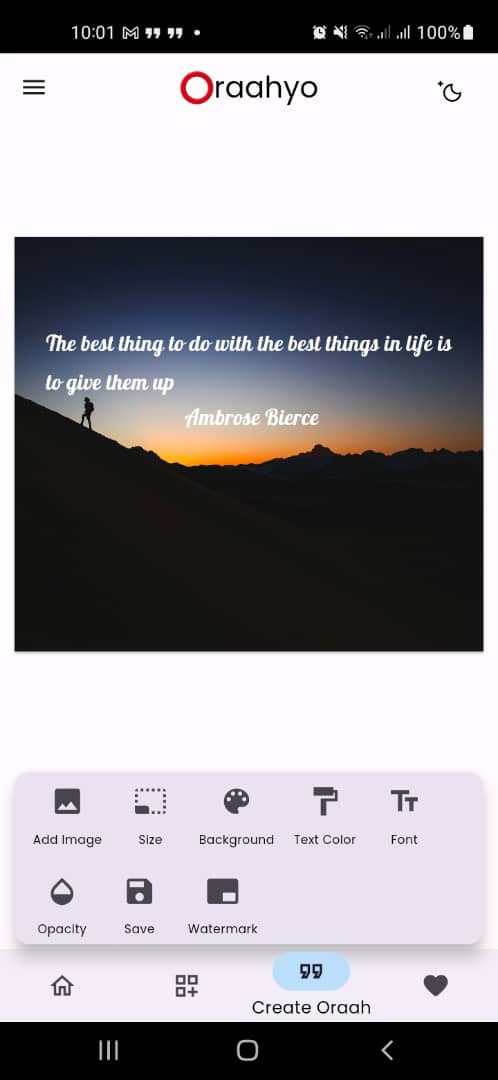 10:01
100%
Oraahyo
The best thing to do with the best things in life is
to give them up
Ambrose Bierce
Add Image
Size
Background
Text Color
Font
Opacity
Save
Watermark
Create Oraah